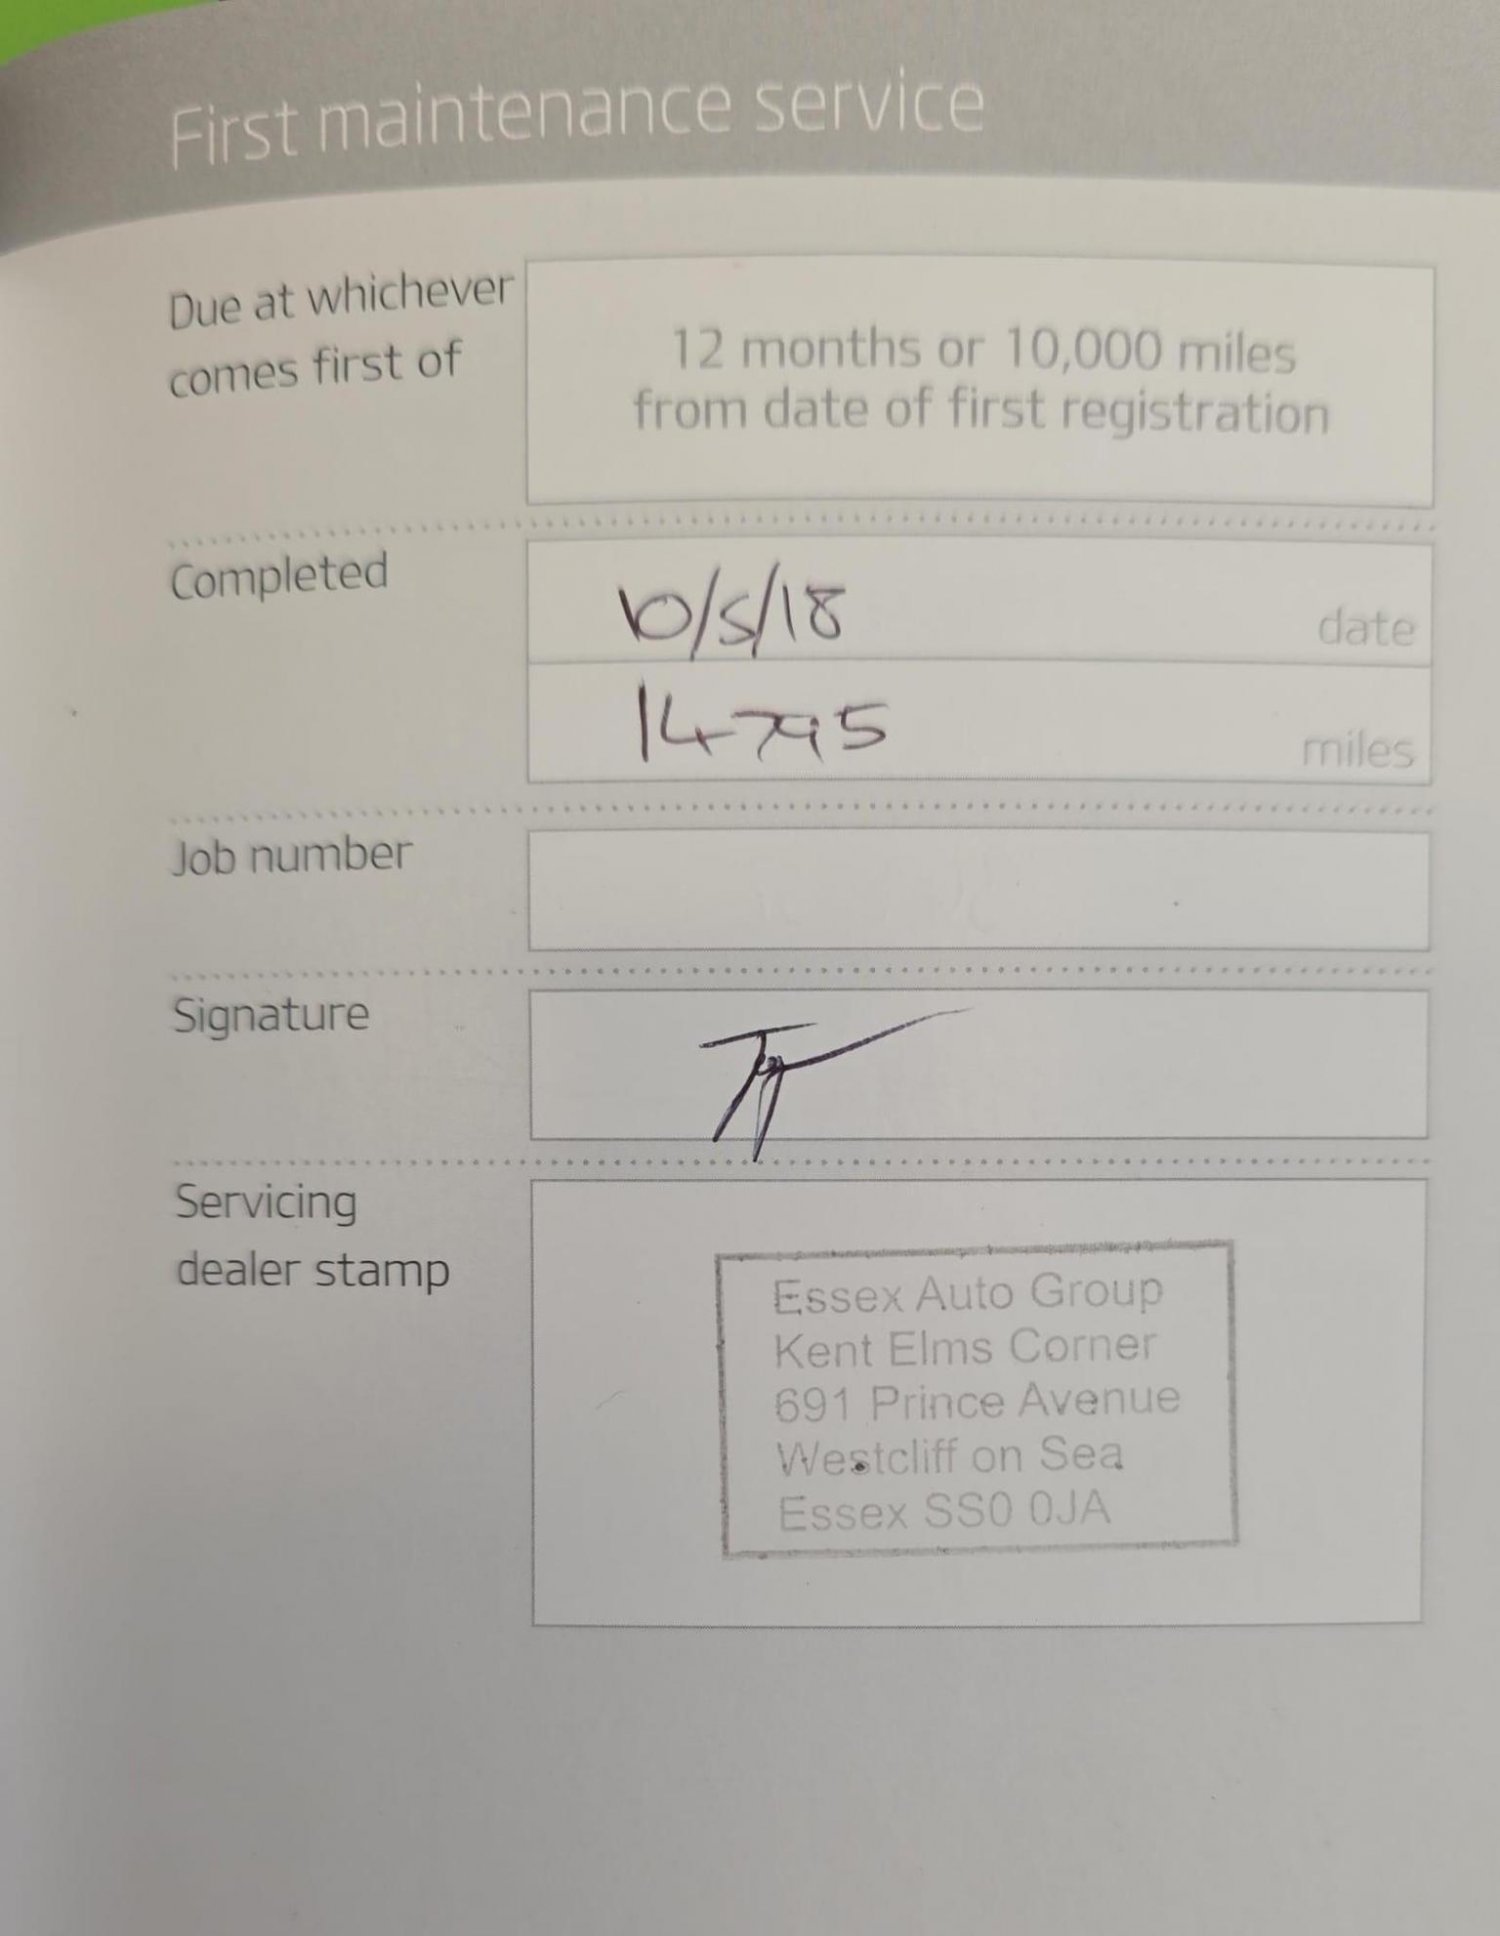 First maintenance service
Due at whichever
comes first of
12 months or 10,000 miles
from date of first registration
Completed
10/5/18
date
14795
miles
Job number
Signature
Servicing
dealer stamp
Essex Auto Group
Kent Elms Corner
691 Prince Avenue
Westcliff on Sea
Essex SS0 0JA